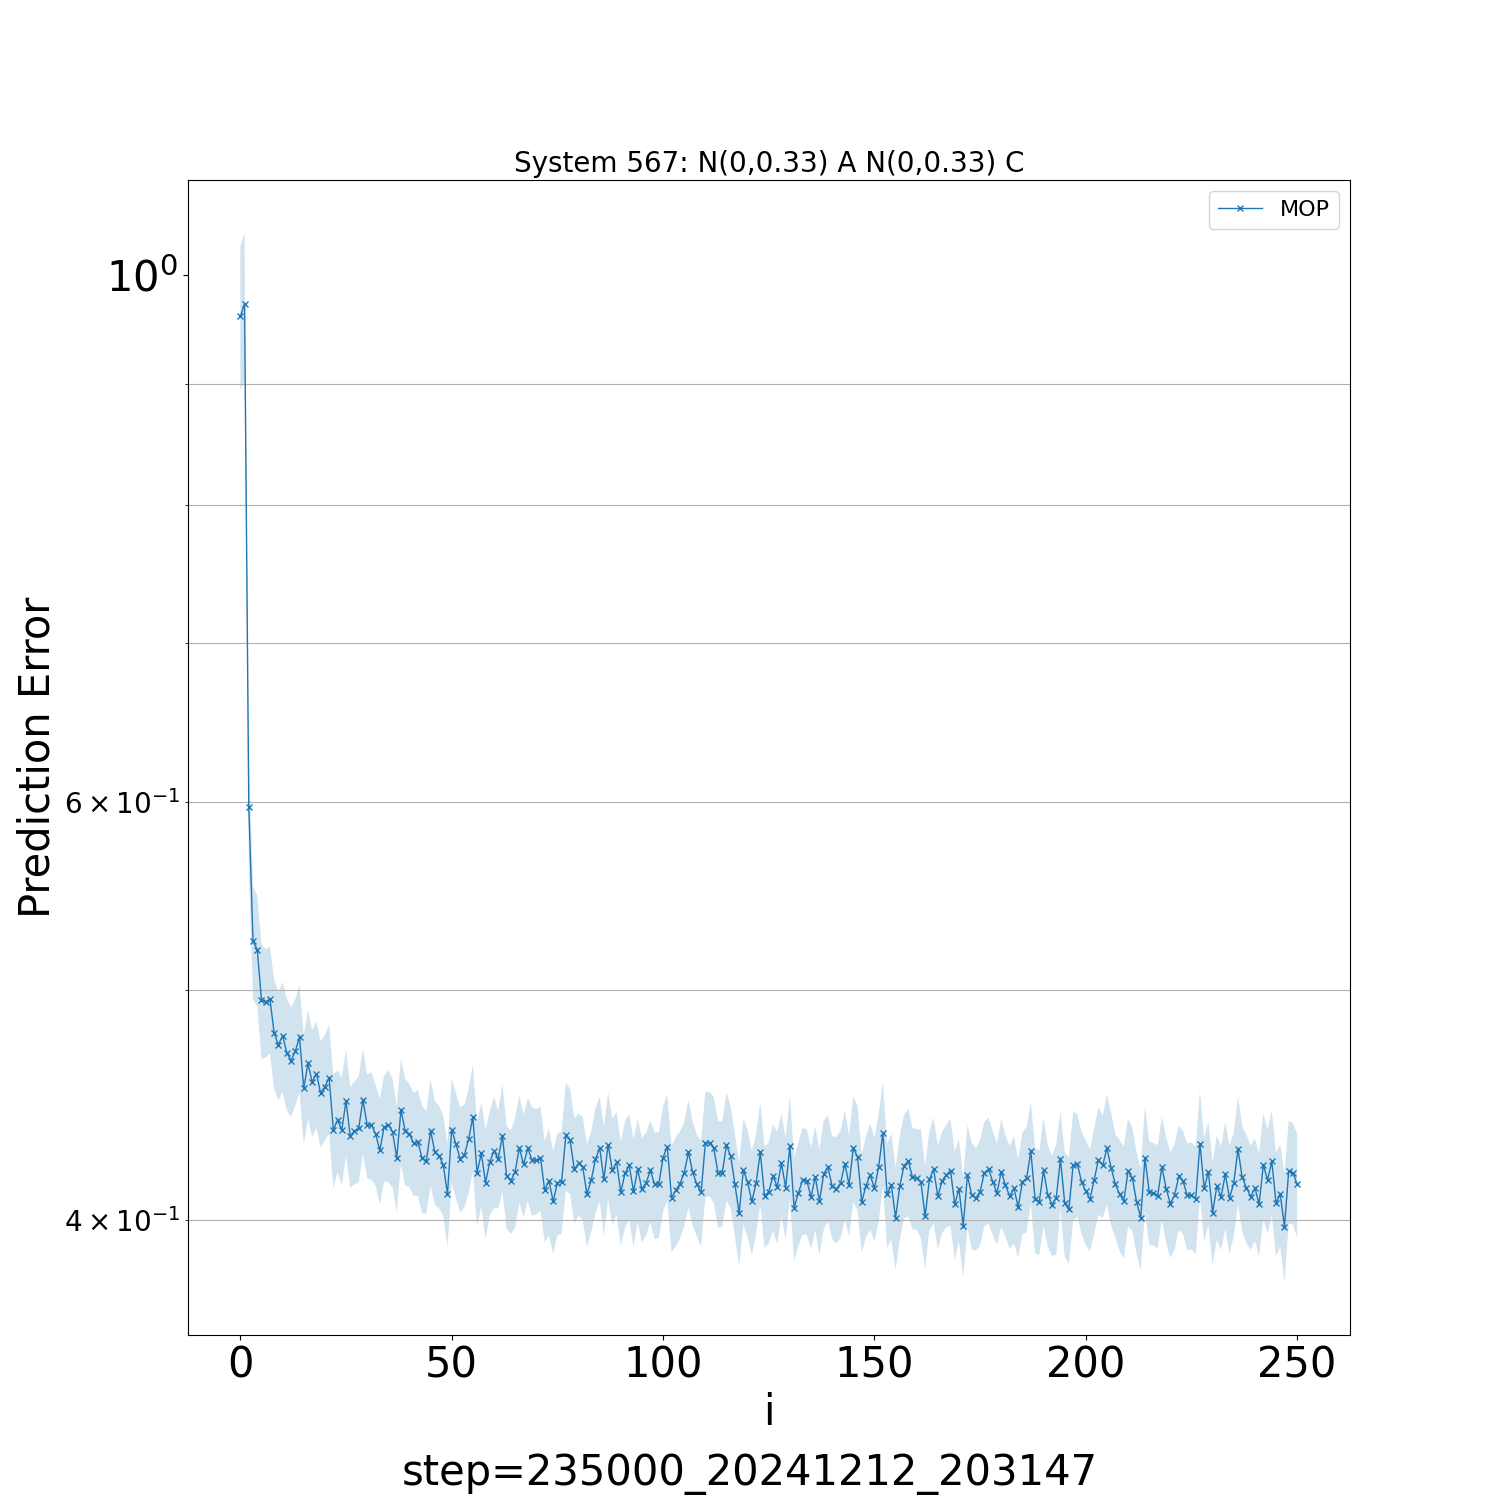 System 567: N(0,0.33) A N(0,0.33) C
MOP
10⁰
6 × 10⁻¹
4 × 10⁻¹
Prediction Error
0 50 100 150 200 250
i
step=235000_20241212_203147